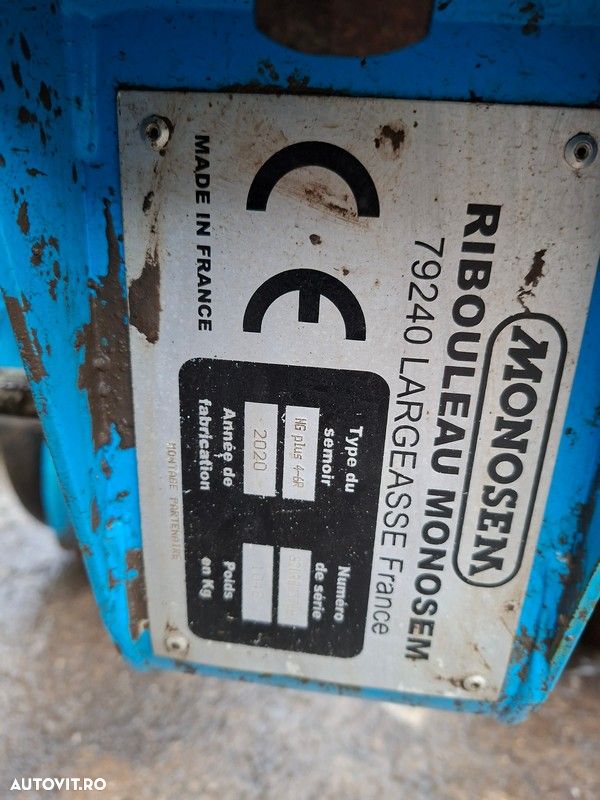 MONOSEM
RIBOULEAU MONOSEM
79240 LARGEASSE France
CE
MADE IN FRANCE
Type du semoir
NG plus 4-6R
Numéro de série
Année de fabrication
2020
Poids en Kg
MONTAGE PARTENAIRE
AUTOVIT.RO